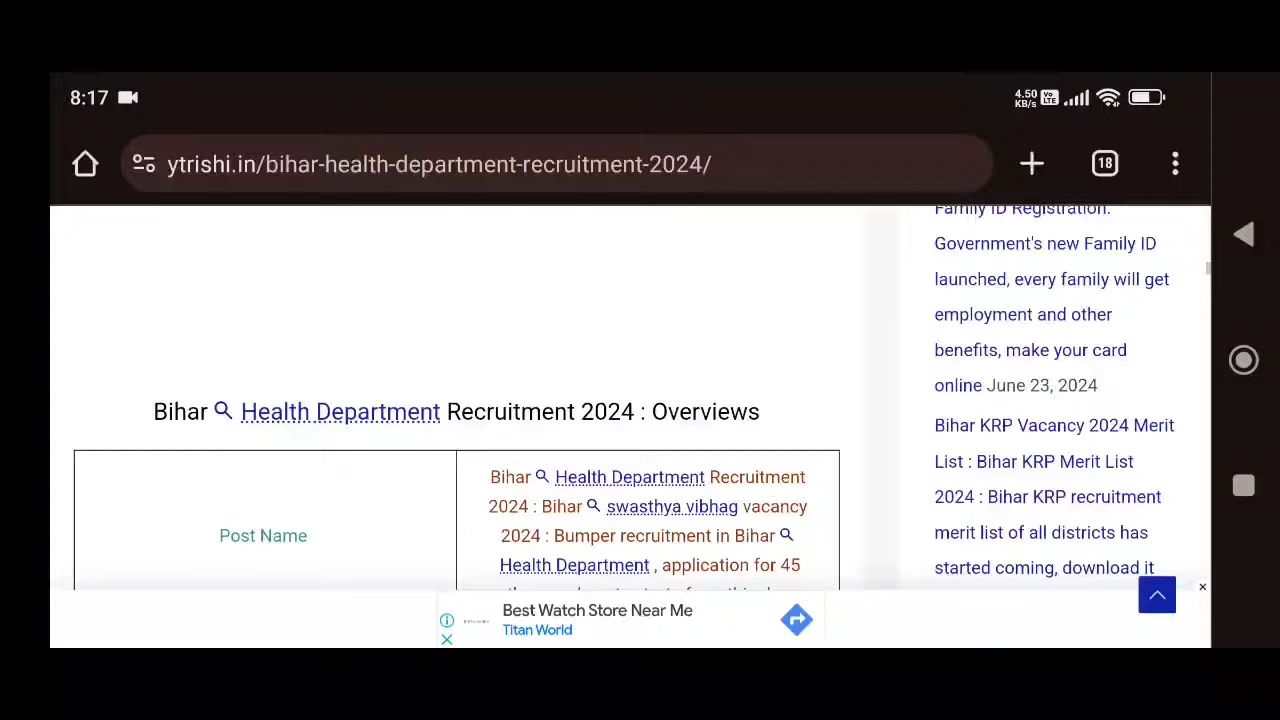 8:17
4.50
KB/s
Vo
LTE
ytrishi.in/bihar-health-department-recruitment-2024/
18
Bihar Health Department Recruitment 2024 : Overviews
Post Name
Bihar Health Department Recruitment
2024 : Bihar swasthya vibhag vacancy
2024 : Bumper recruitment in Bihar
Health Department , application for 45
Family ID Registration:
Government's new Family ID
launched, every family will get
employment and other
benefits, make your card
online June 23, 2024
Bihar KRP Vacancy 2024 Merit
List : Bihar KRP Merit List
2024 : Bihar KRP recruitment
merit list of all districts has
started coming, download it
Best Watch Store Near Me
Titan World